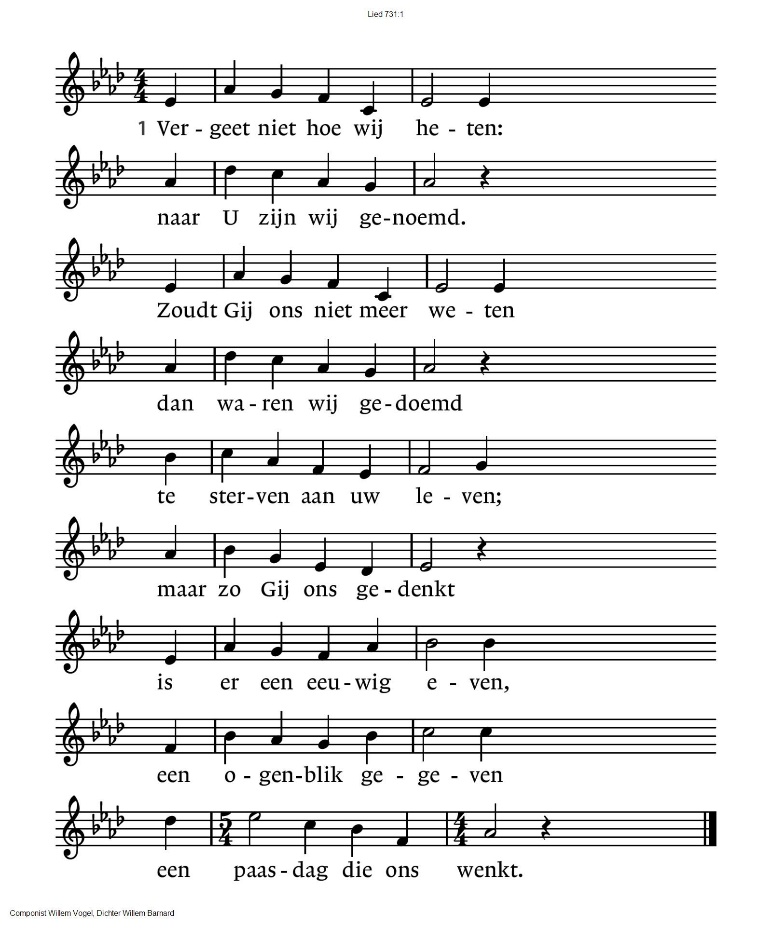 Lied 731:1
1 Ver - geet niet hoe wij he - ten:
naar U zijn wij ge-noemd.
Zoudt Gij ons niet meer we - ten
dan wa - ren wij ge-doemd
te ster-ven aan uw le - ven;
maar zo Gij ons ge - denkt
is er een eeu - wig e - ven,
een o - gen-blik ge - ge - ven
een paas - dag die ons wenkt.
Componist Willem Vogel, Dichter Willem Barnard